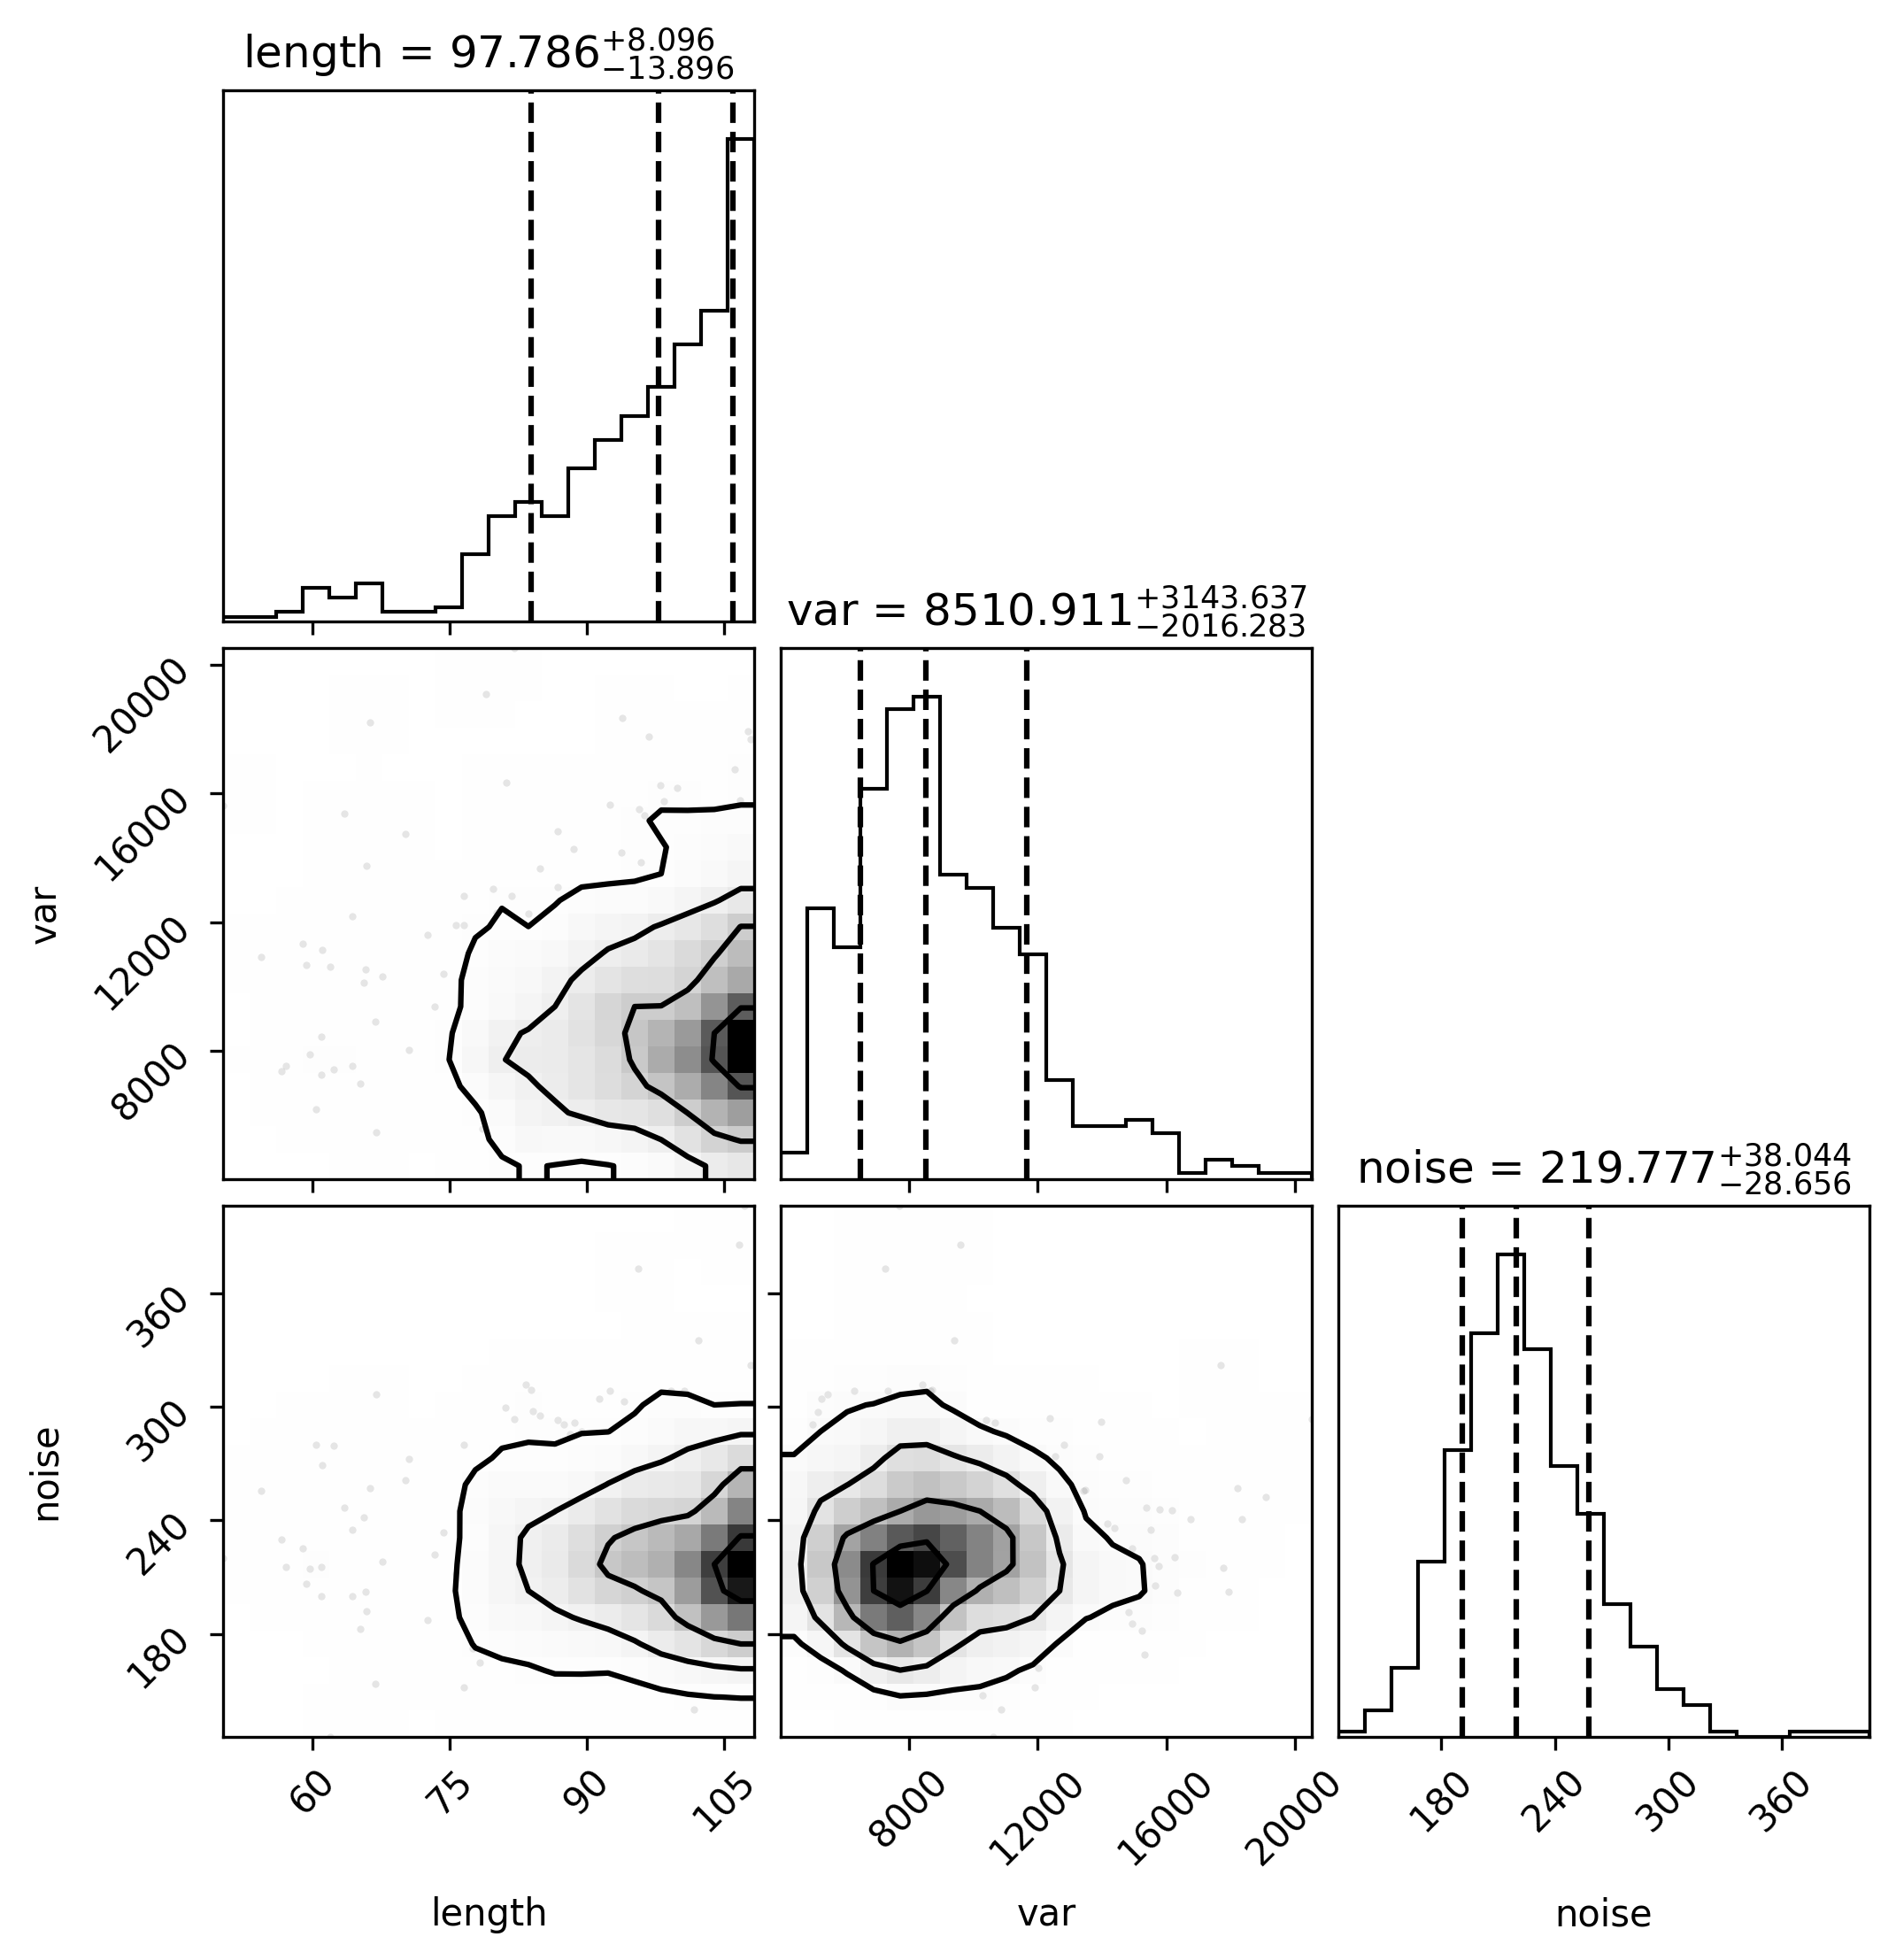 length = 97.786 +8.096 −13.896
var = 8510.911 +3143.637 −2016.283
20000
16000
12000
8000
var
noise = 219.777 +38.044 −28.656
360
300
240
180
noise
60 75 90 105 8000 12000 16000 20000 180 240 300 360
length var noise